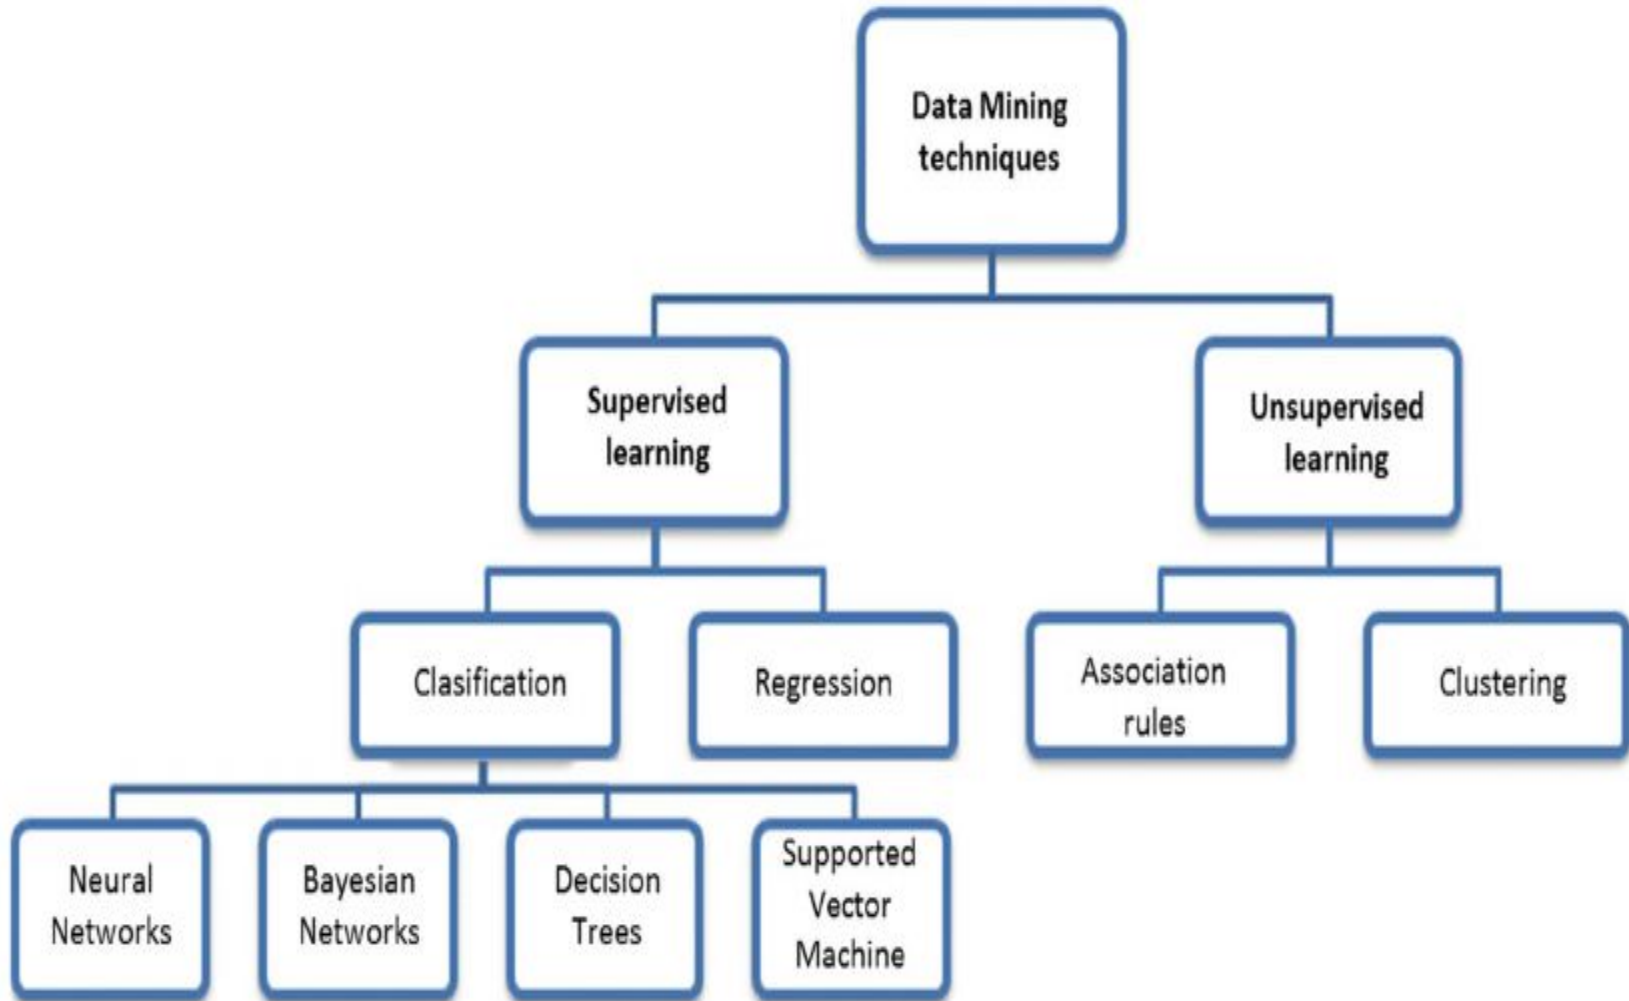 Data Mining
techniques
Supervised
learning
Unsupervised
learning
Clasification
Regression
Association
rules
Clustering
Neural
Networks
Bayesian
Networks
Decision
Trees
Supported
Vector
Machine